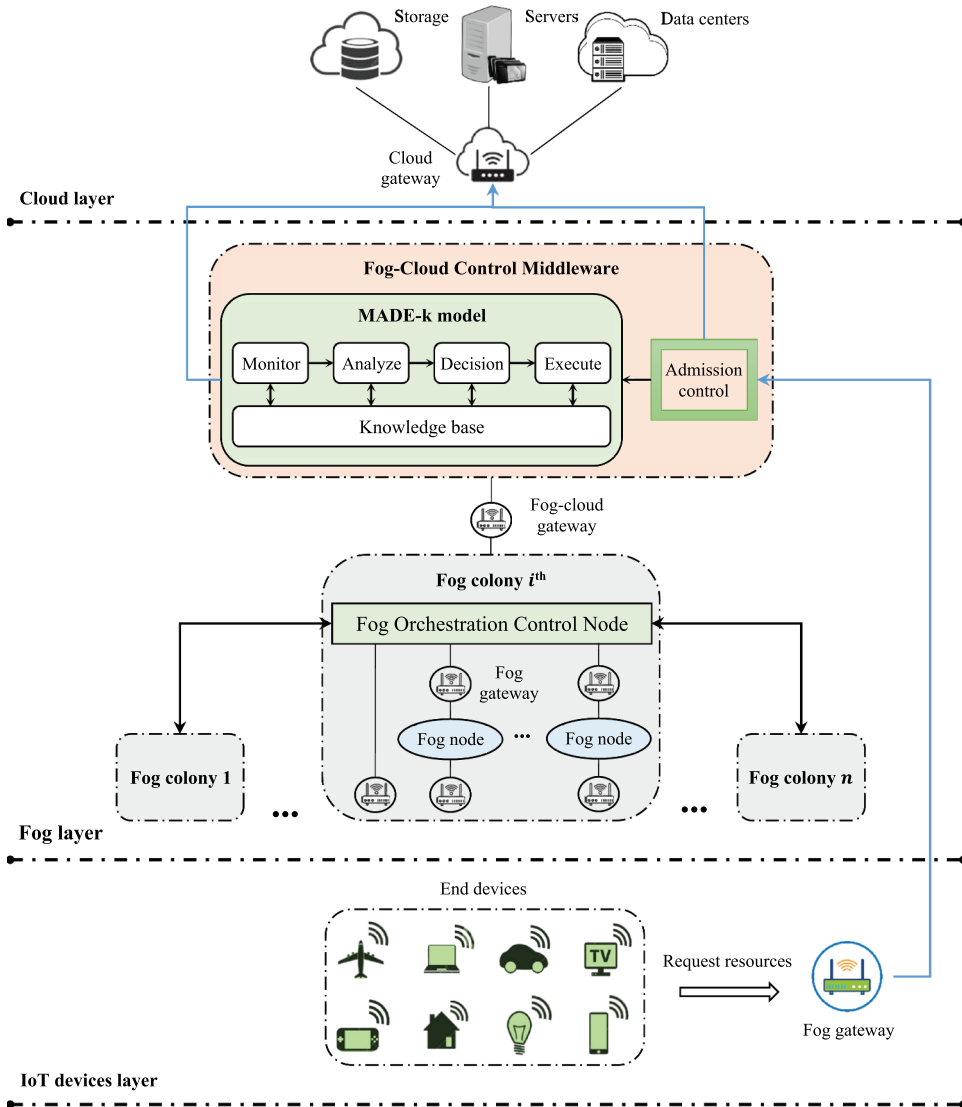 Storage
Servers
Data centers
Cloud
gateway
Cloud layer
Fog-Cloud Control Middleware
MADE-k model
Monitor
Analyze
Decision
Execute
Knowledge base
Admission
control
Fog-cloud
gateway
Fog colony iᵗʰ
Fog Orchestration Control Node
Fog
gateway
Fog node
...
Fog node
Fog colony 1
...
...
Fog colony n
Fog layer
End devices
TV
Request resources
Fog gateway
IoT devices layer